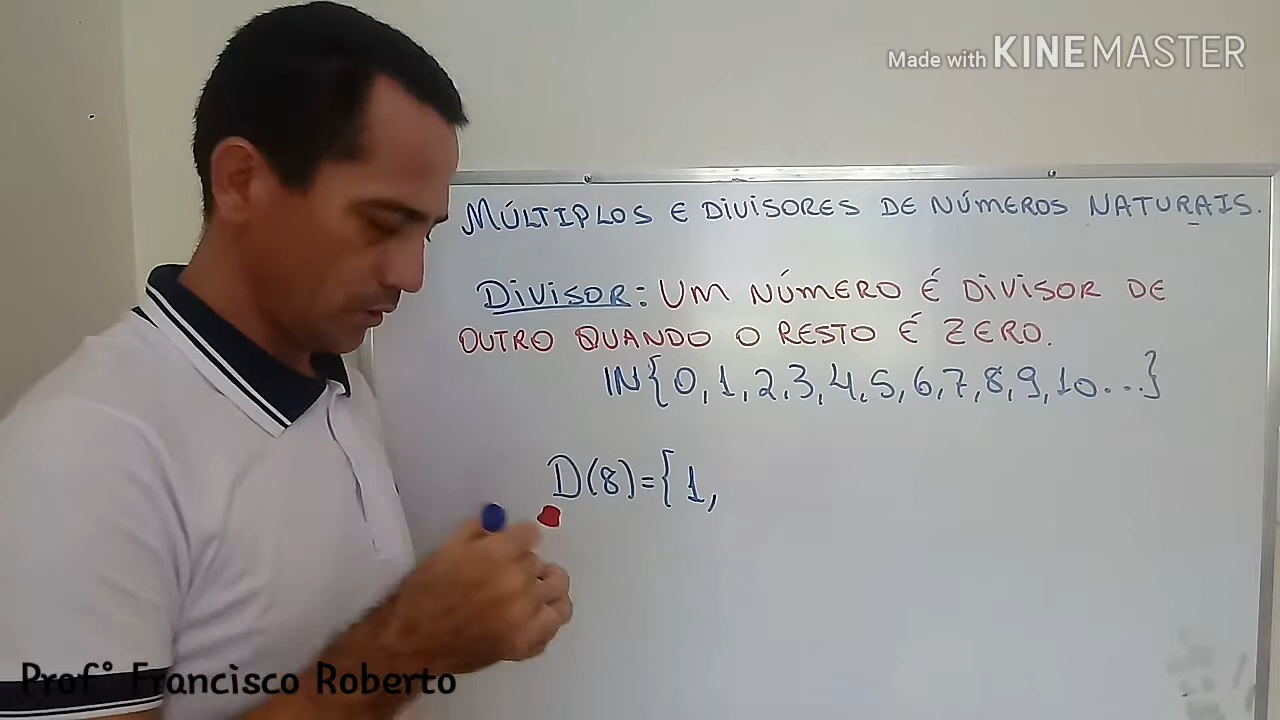 Made with KINEMASTER
MÚLTIPLOS E DIVISORES DE NÚMEROS NATURAIS.
DIVISOR: UM NÚMERO É DIVISOR DE
OUTRO QUANDO O RESTO É ZERO.
IN{0,1,2,3,4,5,6,7,8,9,10...}
D(8)={1,
Prof° Francisco Roberto